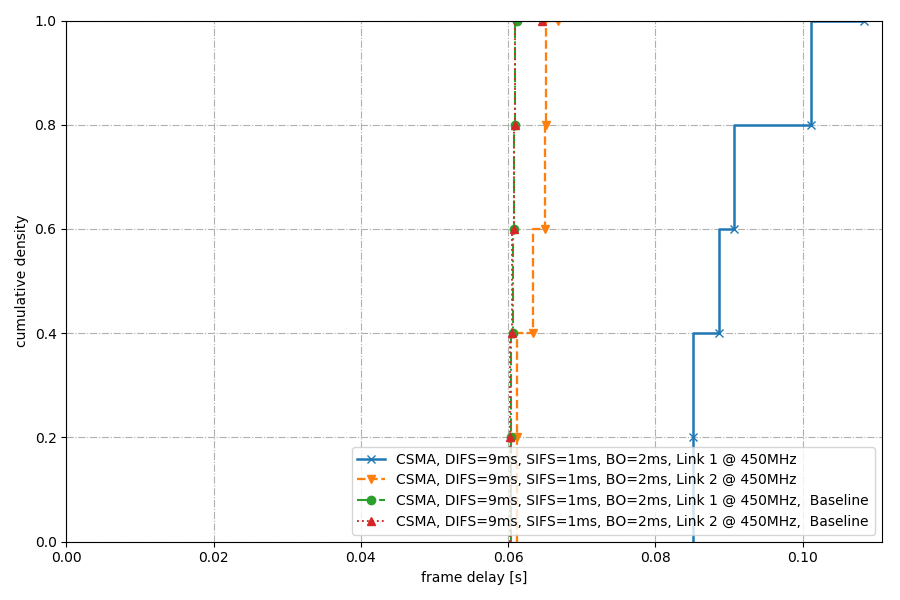 1.0
0.8
0.6
0.4
0.2
0.0
cumulative density
CSMA, DIFS=9ms, SIFS=1ms, BO=2ms, Link 1 @ 450MHz
CSMA, DIFS=9ms, SIFS=1ms, BO=2ms, Link 2 @ 450MHz
CSMA, DIFS=9ms, SIFS=1ms, BO=2ms, Link 1 @ 450MHz,  Baseline
CSMA, DIFS=9ms, SIFS=1ms, BO=2ms, Link 2 @ 450MHz,  Baseline
0.00 0.02 0.04 0.06 0.08 0.10
frame delay [s]